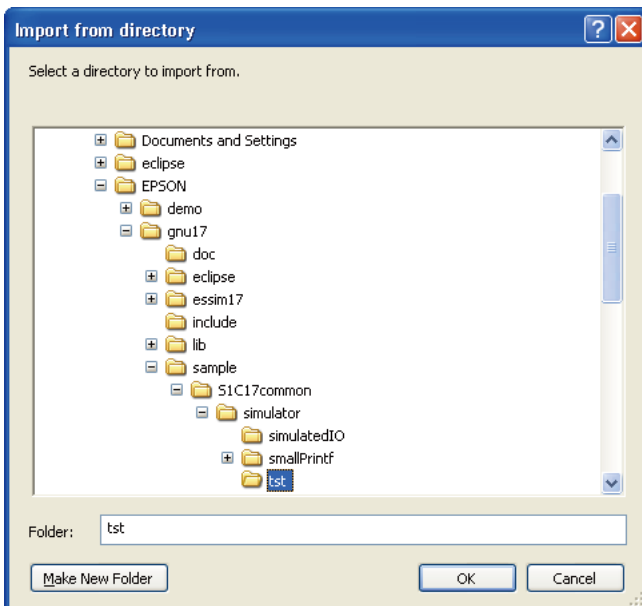 Import from directory
Select a directory to import from.
Documents and Settings
eclipse
EPSON
demo
gnu17
doc
eclipse
essim17
include
lib
sample
S1C17common
simulator
simulatedIO
smallPrintf
tst
Folder: tst
Make New Folder OK Cancel